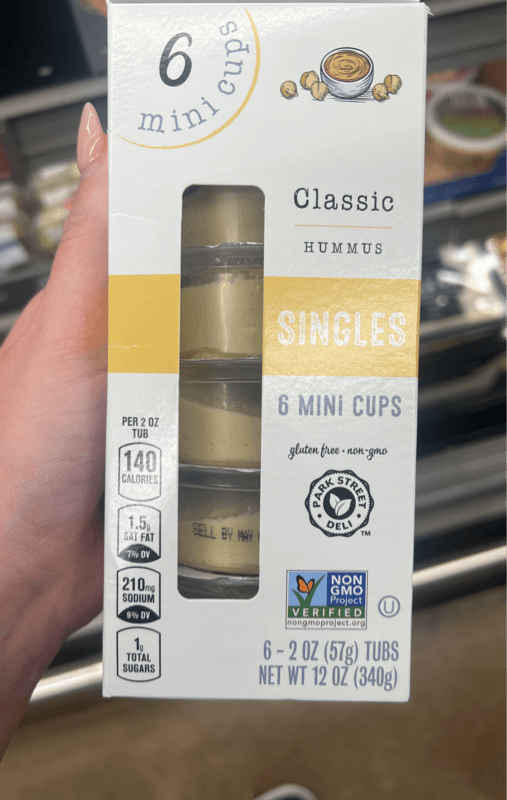 6
mini cups
Classic
HUMMUS
SINGLES
6 MINI CUPS
gluten free • non-gmo
PARK STREET
DELI
TM
PER 2 OZ
TUB
140
CALORIES
1.5g
SAT FAT
7% DV
210mg
SODIUM
9% DV
1g
TOTAL
SUGARS
SELL BY MAY
NON
GMO
Project
VERIFIED
nongmoproject.org
U
6 – 2 OZ (57g) TUBS
NET WT 12 OZ (340g)